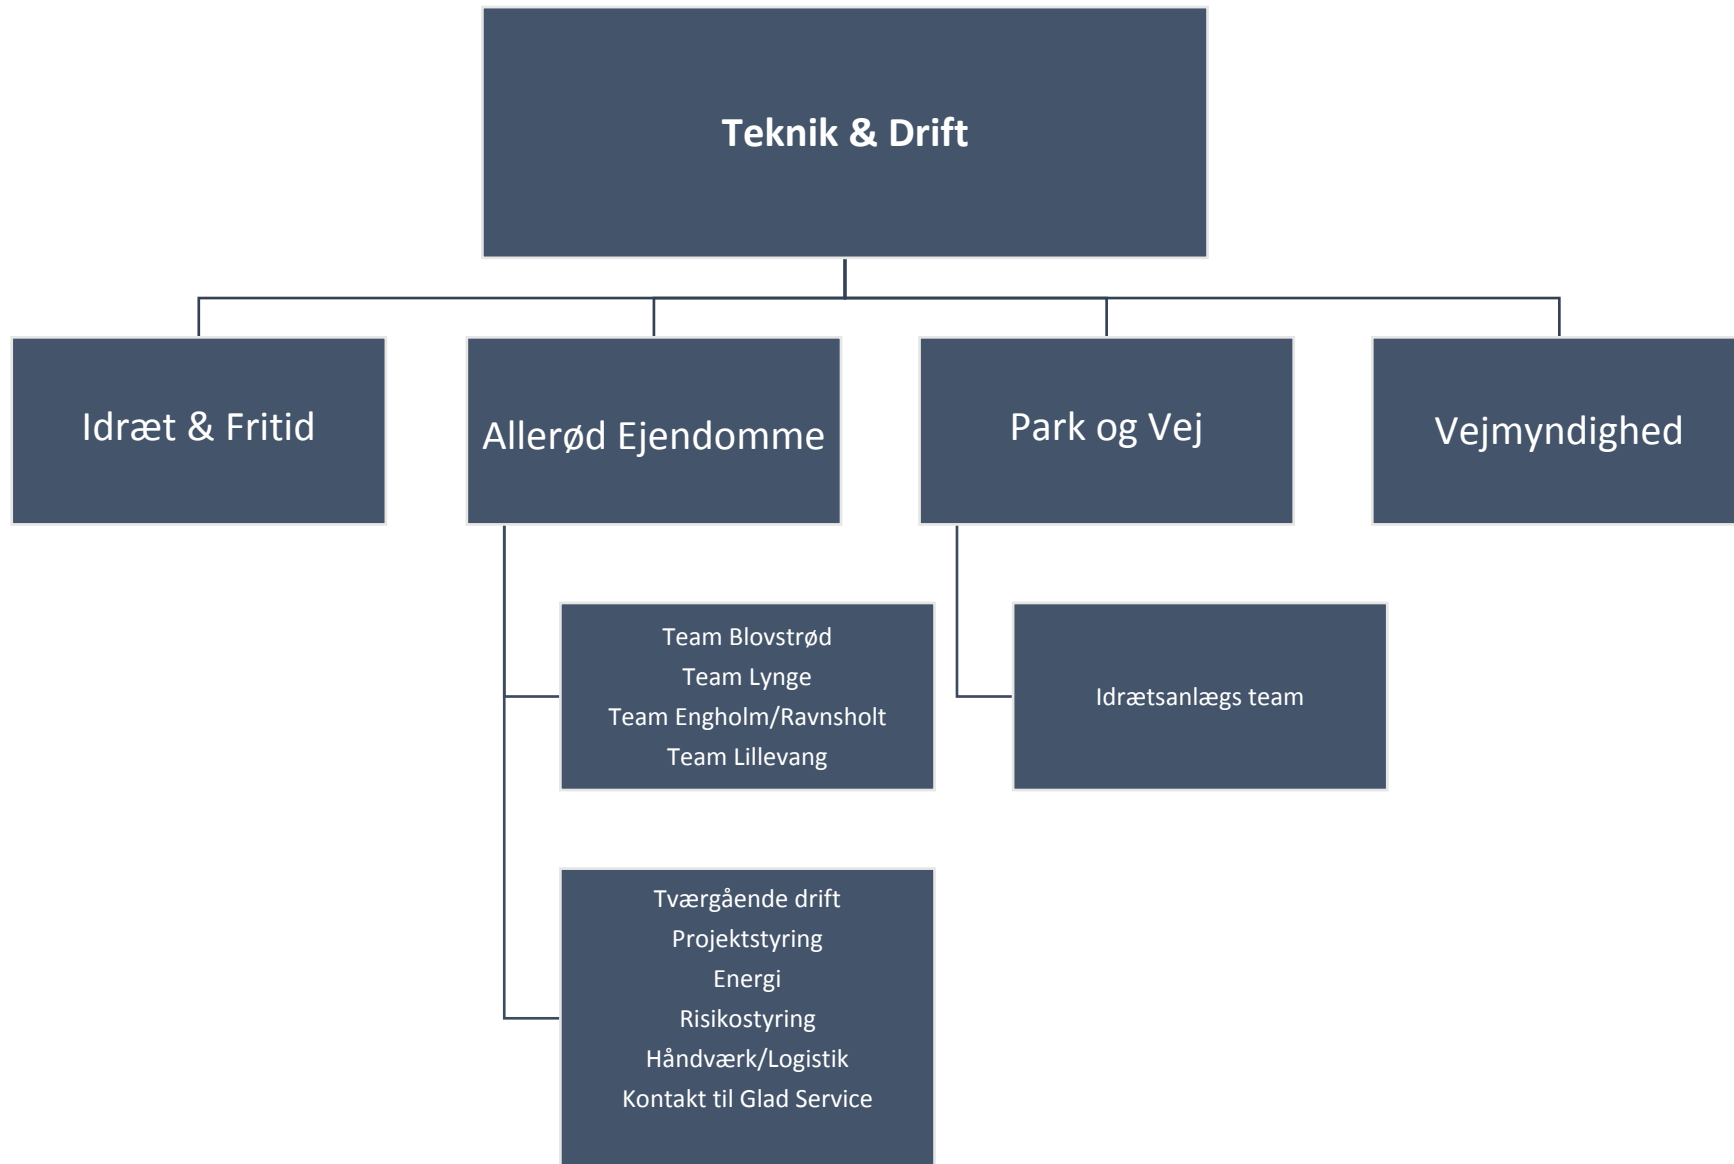 Teknik & Drift
Idræt & Fritid
Allerød Ejendomme
Park og Vej
Vejmyndighed
Team Blovstrød
Team Lynge
Team Engholm/Ravnsholt
Team Lillevang
Idrætsanlægs team
Tværgående drift
Projektstyring
Energi
Risikostyring
Håndværk/Logistik
Kontakt til Glad Service